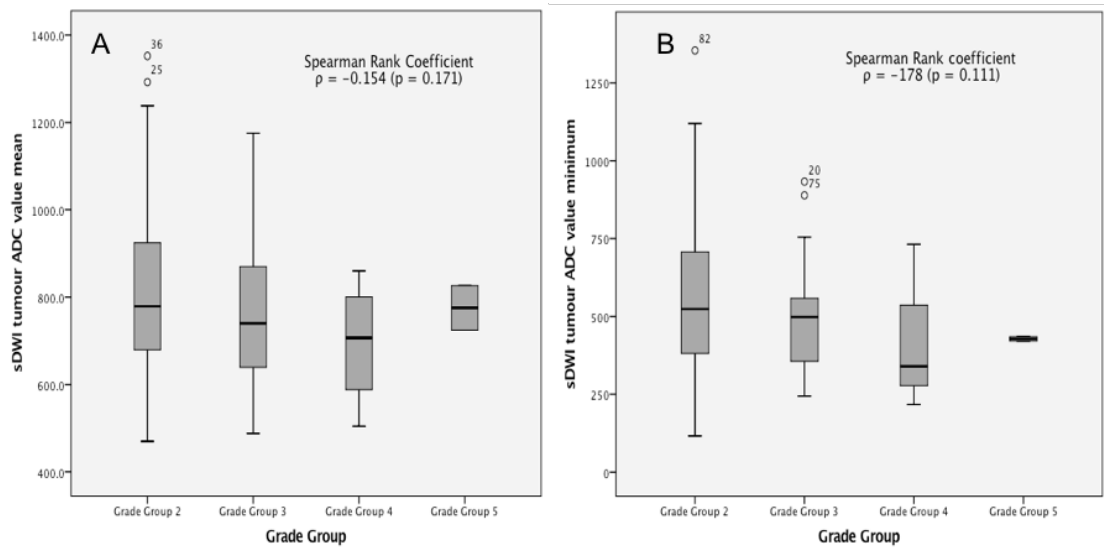 A
Spearman Rank Coefficient
ρ = −0.154 (p = 0.171)
36
25
1400.0
1200.0
1000.0
800.0
600.0
400.0
sDWI tumour ADC value mean
Grade Group 2
Grade Group 3
Grade Group 4
Grade Group 5
Grade Group
B
Spearman Rank coefficient
ρ = −178 (p = 0.111)
82
20
75
1250
1000
750
500
250
0
sDWI tumour ADC value minimum
Grade Group 2
Grade Group 3
Grade Group 4
Grade Group 5
Grade Group